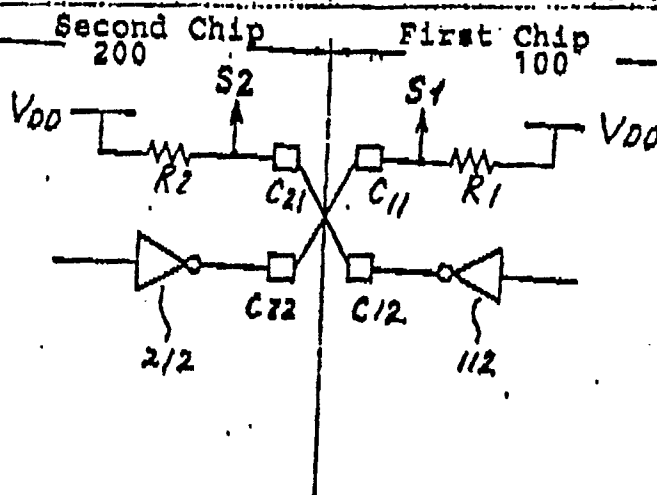 Second Chip
200
First Chip
100
S2
S1
VDD
VDD
R2
C21
C11
R1
C22
C12
212
112